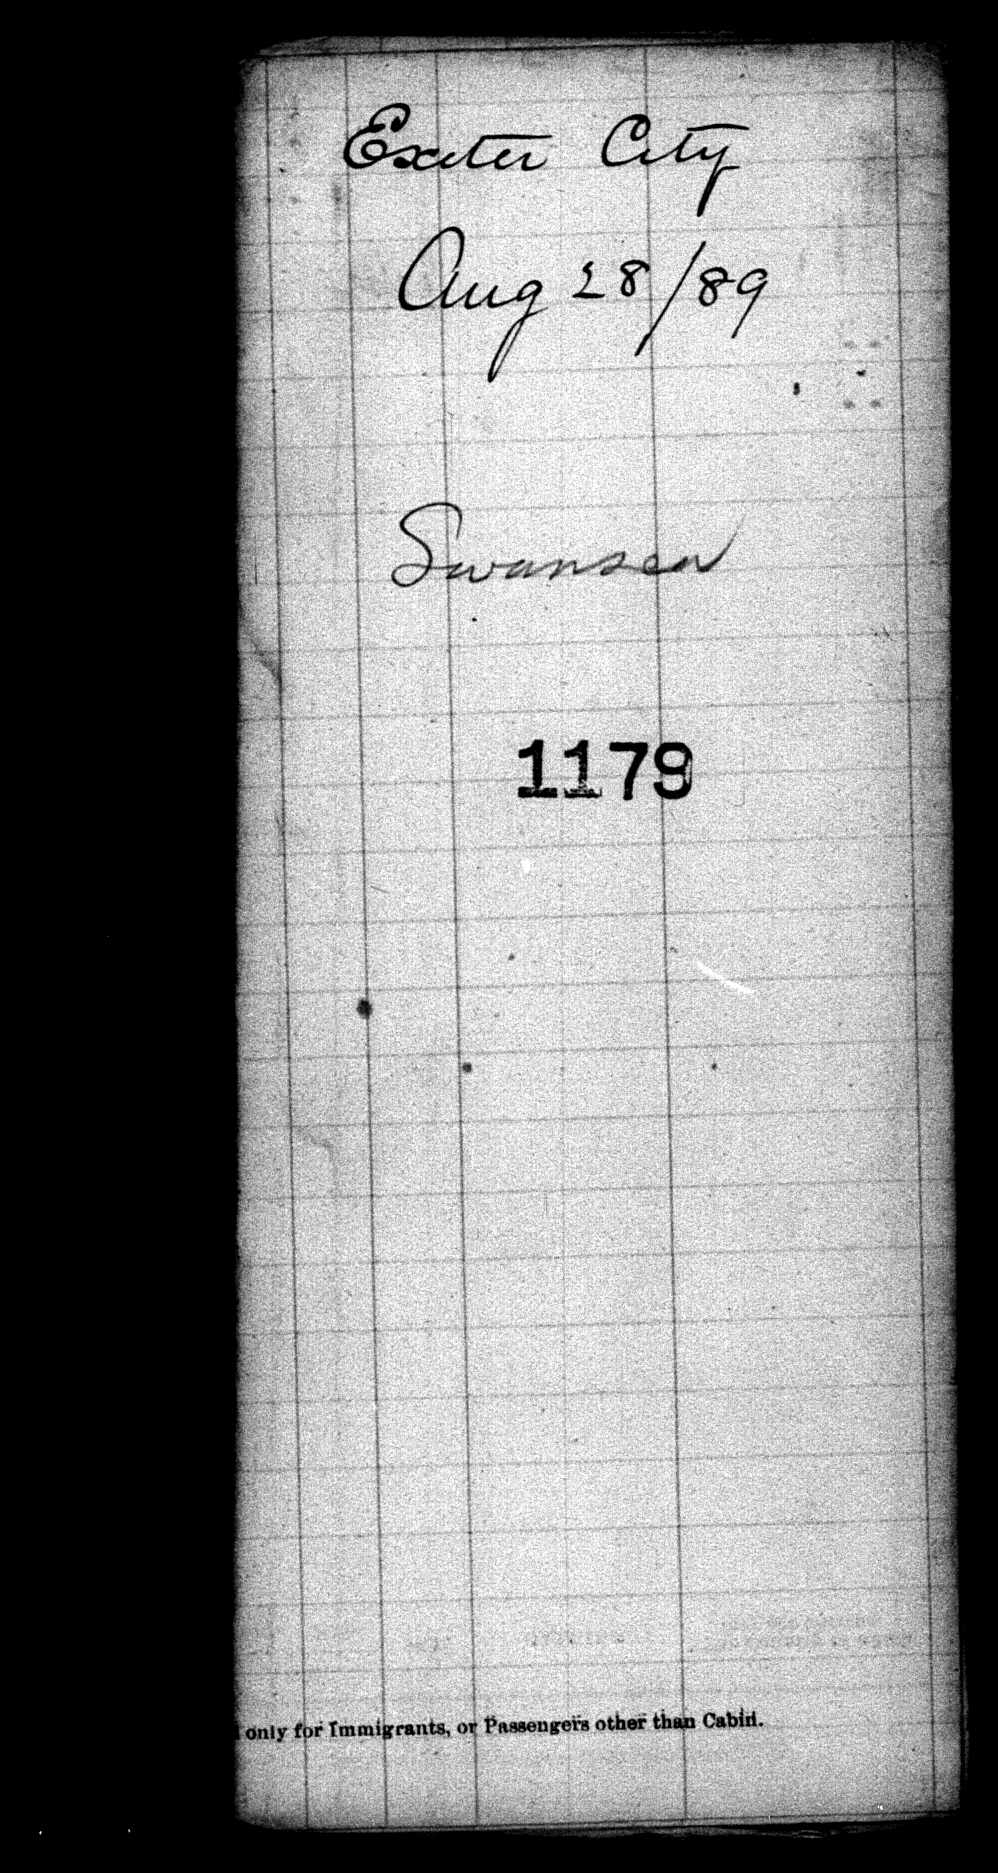 Exeter City
Aug 28/89
Swansea
1179
only for Immigrants, or Passengers other than Cabin.